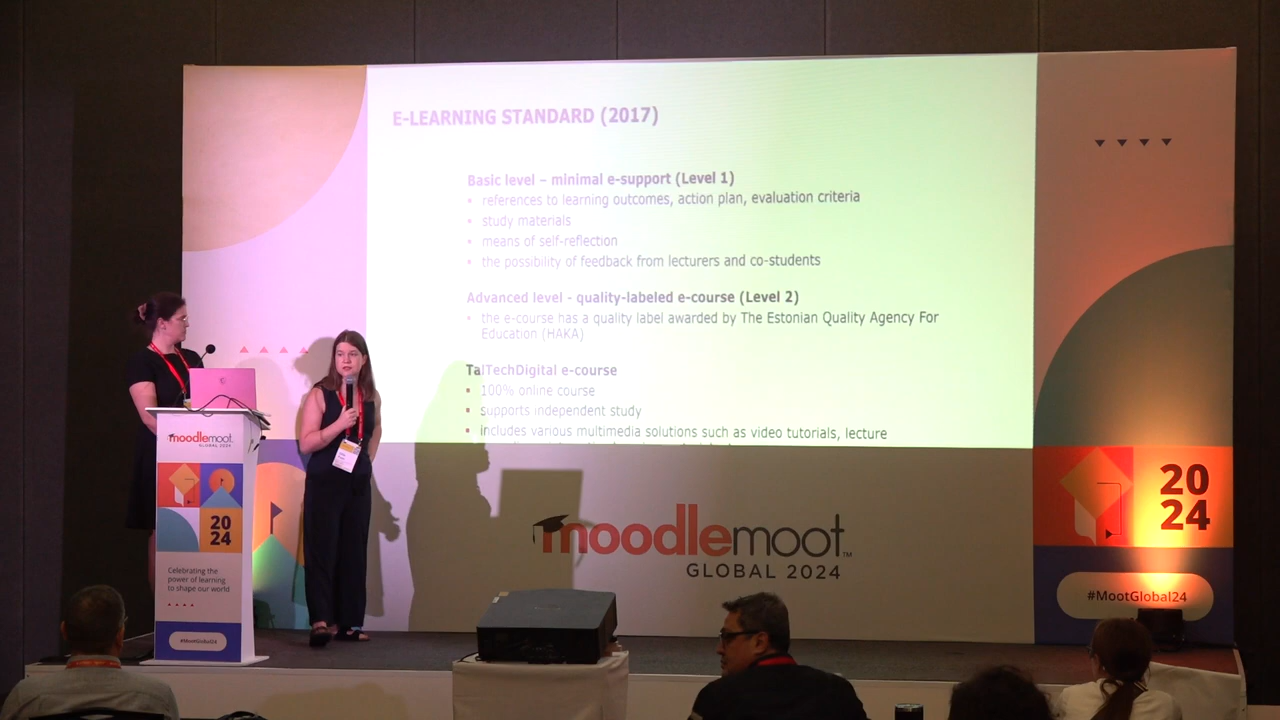 E-LEARNING STANDARD (2017)
Basic level – minimal e-support (Level 1)
• references to learning outcomes, action plan, evaluation criteria
• study materials
• means of self-reflection
• the possibility of feedback from lecturers and co-students
Advanced level - quality-labeled e-course (Level 2)
• the e-course has a quality label awarded by The Estonian Quality Agency For
Education (HAKA)
TalTechDigital e-course
• 100% online course
• supports independent study
• includes various multimedia solutions such as video tutorials, lecture
moodlemoot™
GLOBAL 2024
20
24
#MootGlobal24
moodlemoot
GLOBAL 2024
20
24
Celebrating the
power of learning
to shape our world
#MootGlobal24